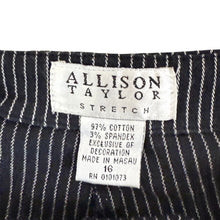 ALLISON
TAYLOR
STRETCH
97% COTTON
3% SPANDEX
EXCLUSIVE OF
DECORATION
MADE IN MACAU
16
RN 0101073